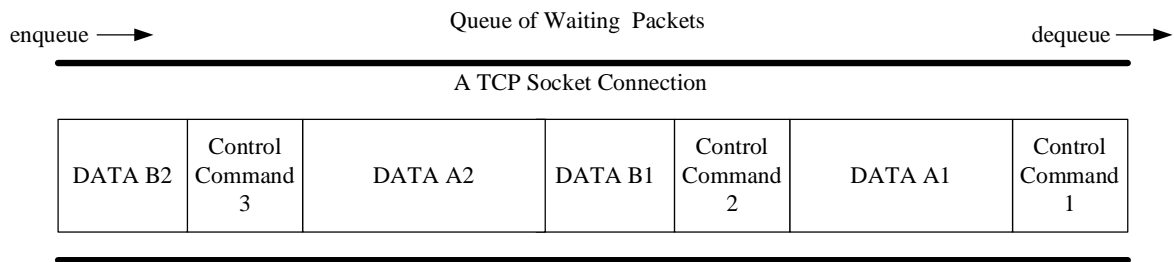 Queue of Waiting Packets
enqueue
dequeue
A TCP Socket Connection
DATA B2
Control
Command
3
DATA A2
DATA B1
Control
Command
2
DATA A1
Control
Command
1